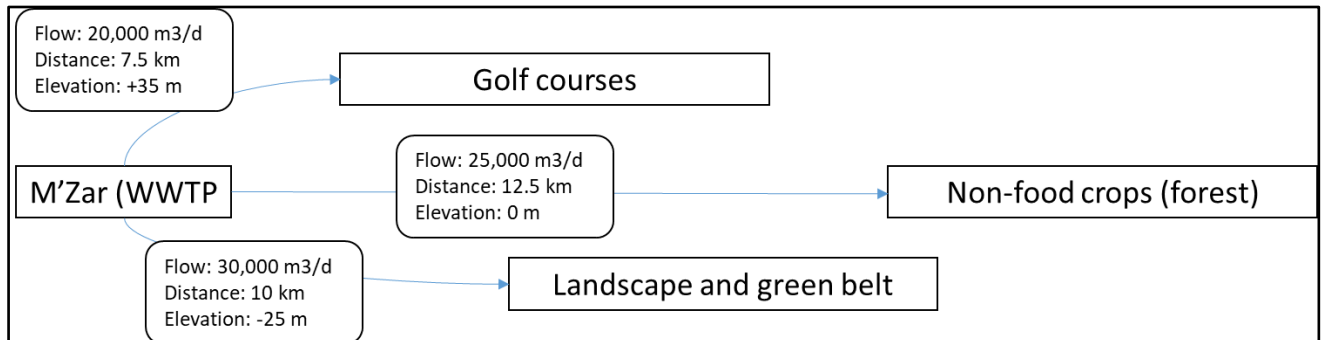 Flow: 20,000 m3/d
Distance: 7.5 km
Elevation: +35 m
Golf courses
Flow: 25,000 m3/d
Distance: 12.5 km
Elevation: 0 m
M'Zar (WWTP
Non-food crops (forest)
Flow: 30,000 m3/d
Distance: 10 km
Elevation: -25 m
Landscape and green belt